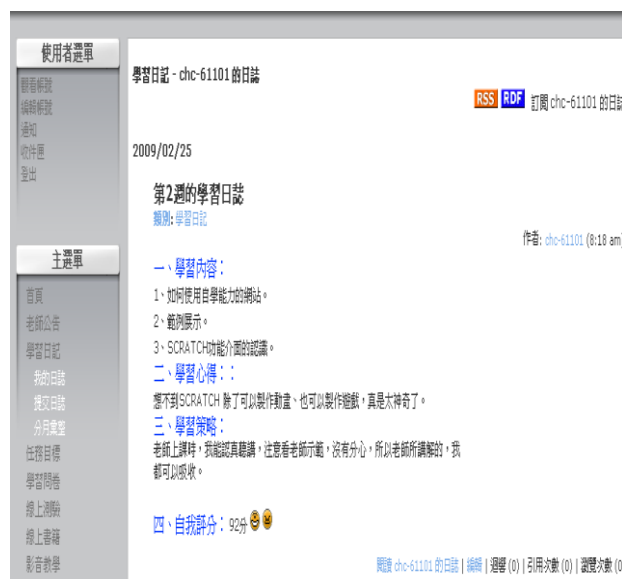 使用者選單
觀看帳號
編輯帳號
通知
收件匣
登出
主選單
首頁
老師公告
學習日記
我的日誌
提交日誌
分月彙整
任務目標
學習問卷
線上測驗
線上書籍
影音教學
學習日記 - chc-61101 的日誌
RSS RDF 訂閱 chc-61101 的日誌
2009/02/25
第2週的學習日誌
類別: 學習日記
作者: chc-61101 (8:18 am)
一、學習內容：
1、如何使用自學能力的網站。
2、範例展示。
3、SCRATCH功能介面的認識。
二、學習心得：：
想不到SCRATCH 除了可以製作動畫、也可以製作遊戲，真是太神奇了。
三、學習策略：
老師上課時，我能認真聽講，注意看老師示範，沒有分心，所以老師所講解的，我
都可以吸收。
四、自我評分：92分
閱讀 chc-61101 的日誌 | 編輯 | 迴響 (0) | 引用次數 (0) | 瀏覽次數 (0